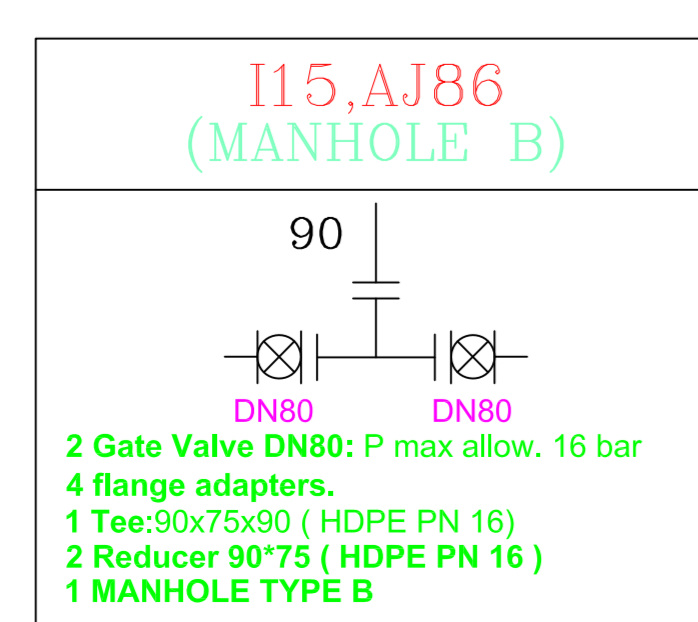 I15,AJ86
(MANHOLE B)
90
DN80 DN80
2 Gate Valve DN80: P max allow. 16 bar
4 flange adapters.
1 Tee:90x75x90 ( HDPE PN 16)
2 Reducer 90*75 ( HDPE PN 16 )
1 MANHOLE TYPE B